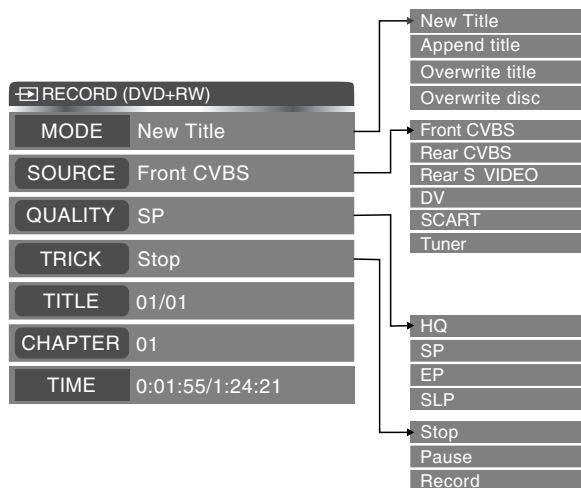 RECORD (DVD+RW)
MODE New Title
SOURCE Front CVBS
QUALITY SP
TRICK Stop
TITLE 01/01
CHAPTER 01
TIME 0:01:55/1:24:21
New Title
Append title
Overwrite title
Overwrite disc
Front CVBS
Rear CVBS
Rear S VIDEO
DV
SCART
Tuner
HQ
SP
EP
SLP
Stop
Pause
Record